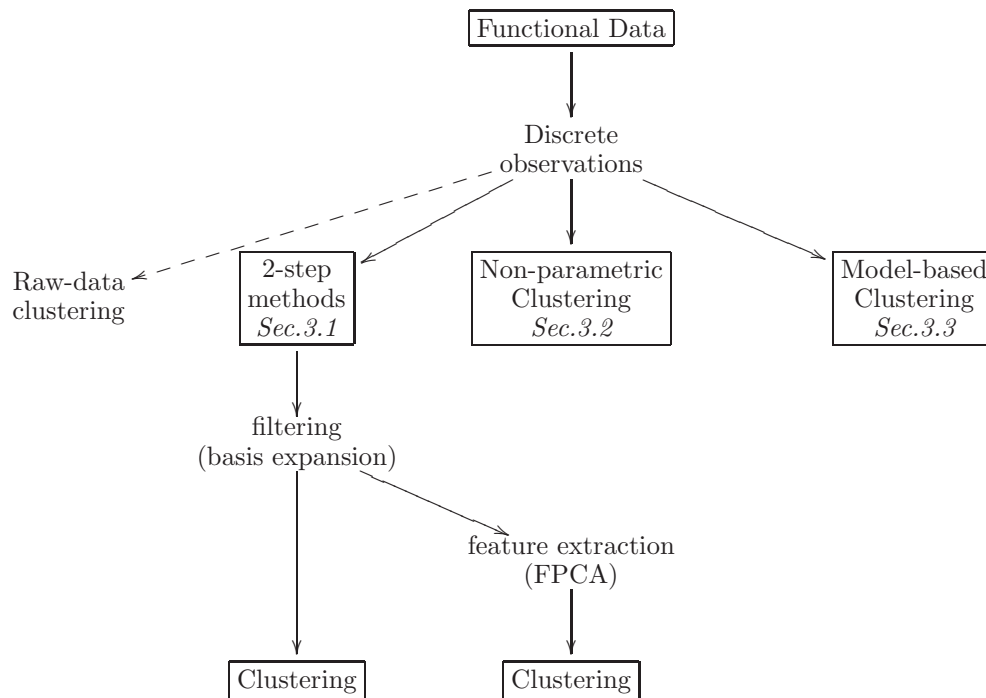 Functional Data
Discrete
observations
Raw-data
clustering
2-step
methods
Sec.3.1
Non-parametric
Clustering
Sec.3.2
Model-based
Clustering
Sec.3.3
filtering
(basis expansion)
feature extraction
(FPCA)
Clustering
Clustering